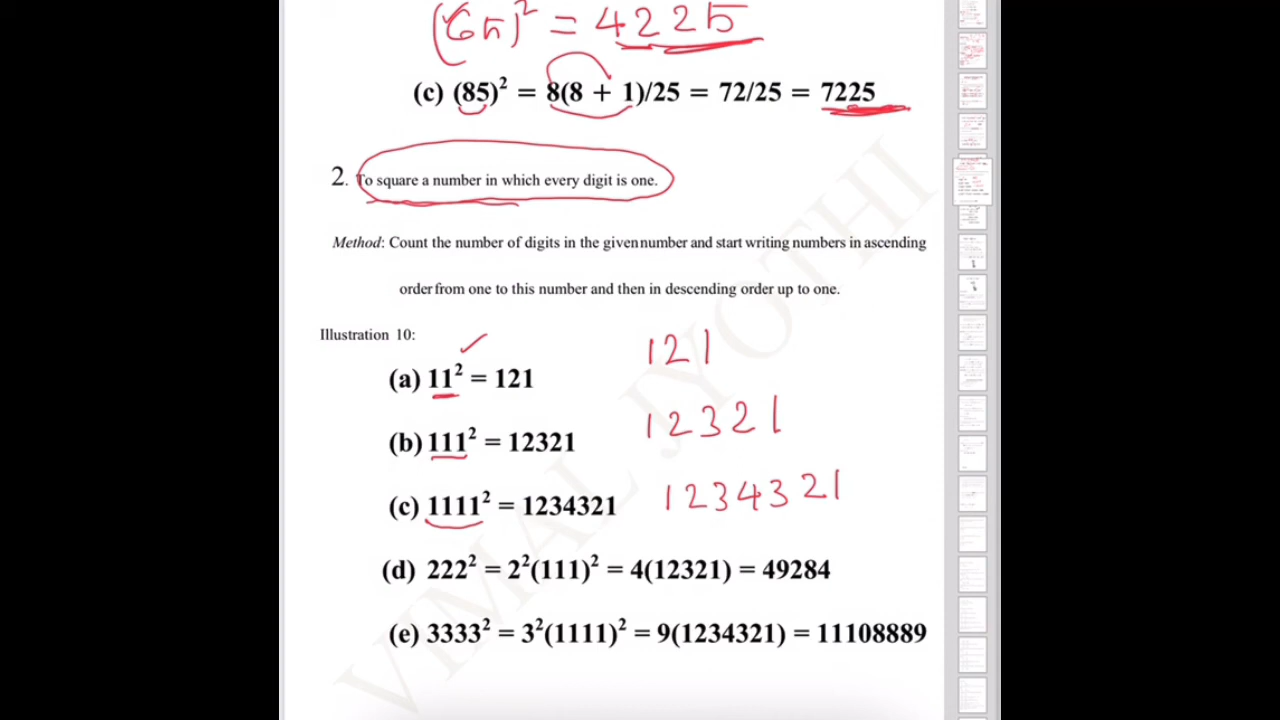 (65)² = 4225
(c) (85)² = 8(8 + 1)/25 = 72/25 = 7225
2. To square a number in which every digit is one.
Method: Count the number of digits in the given number and start writing numbers in ascending
order from one to this number and then in descending order up to one.
Illustration 10:
(a) 11² = 121 121
(b) 111² = 12321 12321
(c) 1111² = 1234321 1234321
(d) 222² = 2²(111)² = 4(12321) = 49284
(e) 3333² = 3²(1111)² = 9(1234321) = 11108889
VIMAL JYOTHI